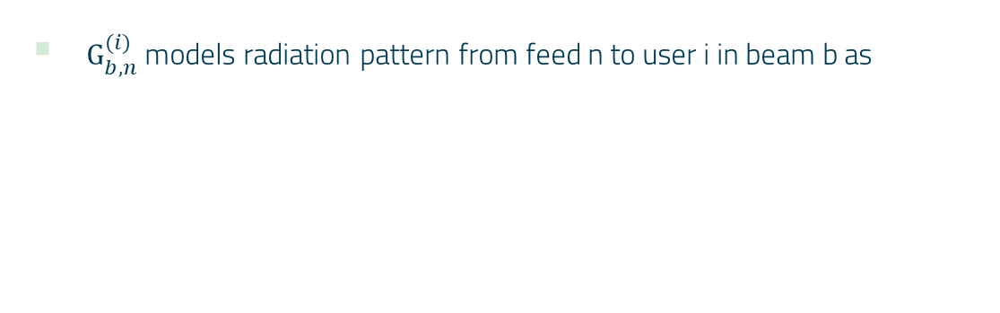 G_{b,n}^{(i)} models radiation pattern from feed n to user i in beam b as